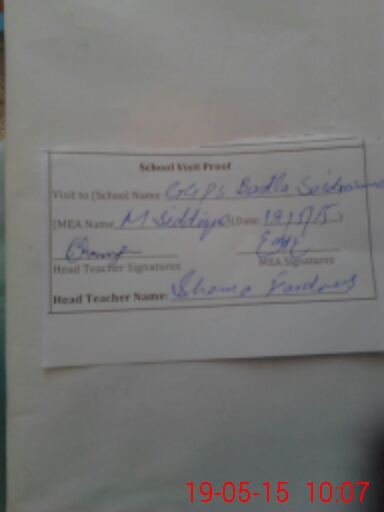 School Visit Proof
Visit to (School Name GGPS Badla
(MEA Name M Siddique) (Date: 19/5/15)
Head Teacher Signatures MEA Signatures
Head Teacher Name: Shama
19-05-15 10:07